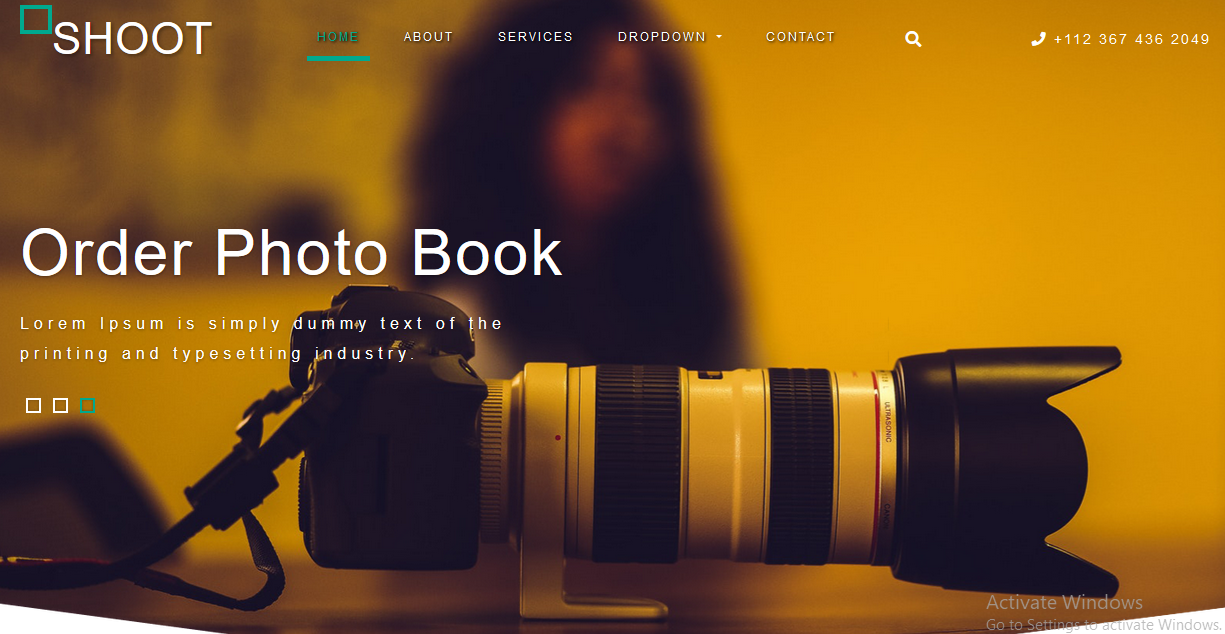 SHOOT
HOME ABOUT SERVICES DROPDOWN CONTACT +112 367 436 2049
Order Photo Book
Lorem Ipsum is simply dummy text of the
printing and typesetting industry.
ULTRASONIC
CANON
Activate Windows
Go to Settings to activate Windows.